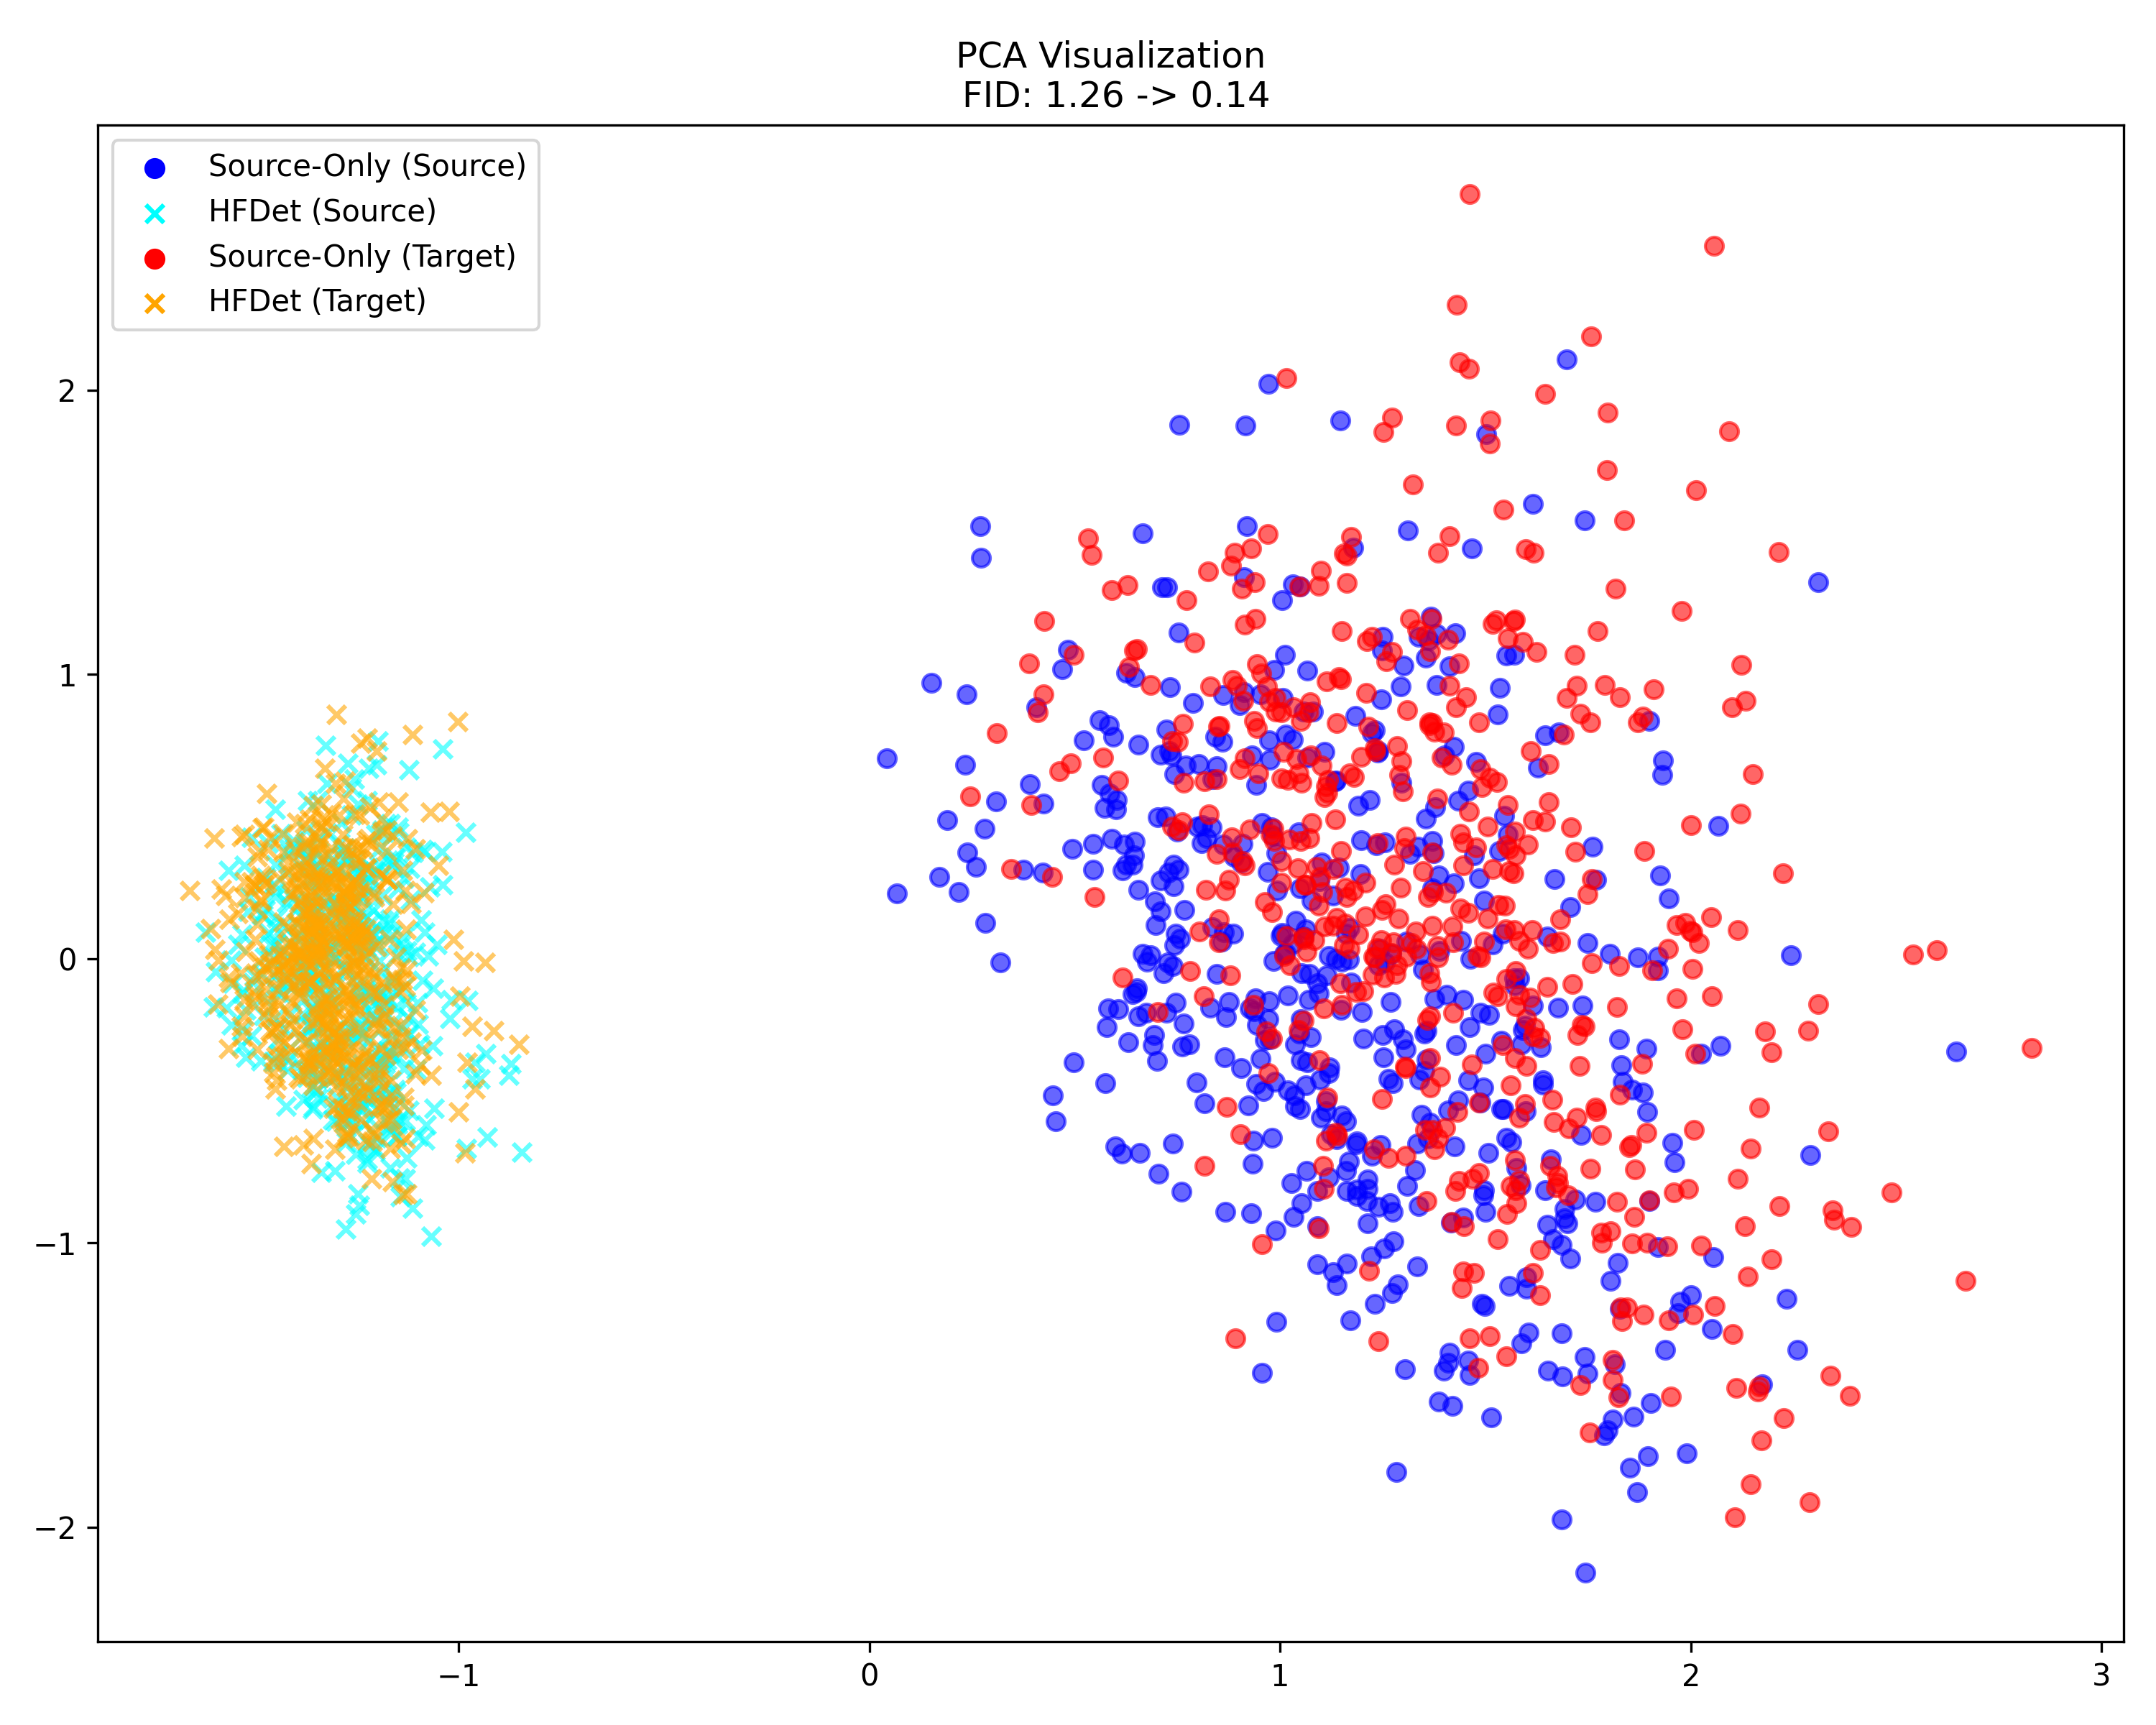 PCA Visualization
FID: 1.26 -> 0.14
Source-Only (Source)
HFDet (Source)
Source-Only (Target)
HFDet (Target)
2
1
0
−1
−2
−1 0 1 2 3